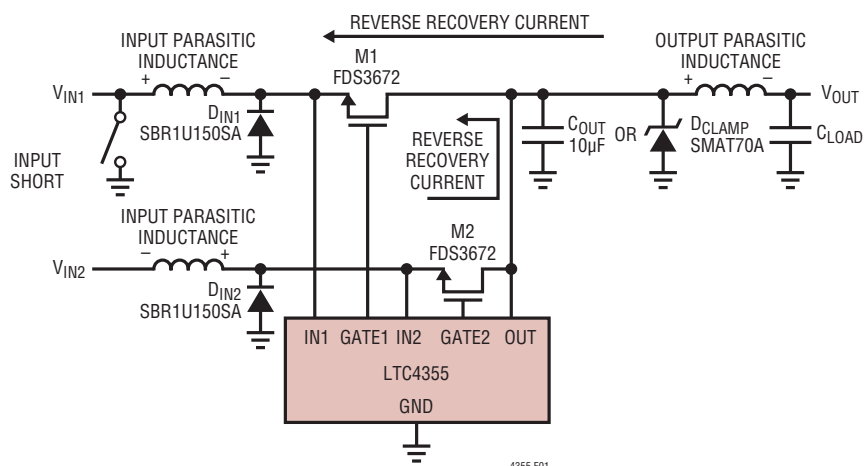 REVERSE RECOVERY CURRENT
INPUT PARASITIC
INDUCTANCE
M1
FDS3672
OUTPUT PARASITIC
INDUCTANCE
+ –
+ –
VIN1
VOUT
DIN1
SBR1U150SA
INPUT
SHORT
REVERSE
RECOVERY
CURRENT
COUT
10µF
OR
DCLAMP
SMAT70A
CLOAD
INPUT PARASITIC
INDUCTANCE
– +
M2
FDS3672
VIN2
DIN2
SBR1U150SA
IN1 GATE1 IN2 GATE2 OUT
LTC4355
GND
4355 F01